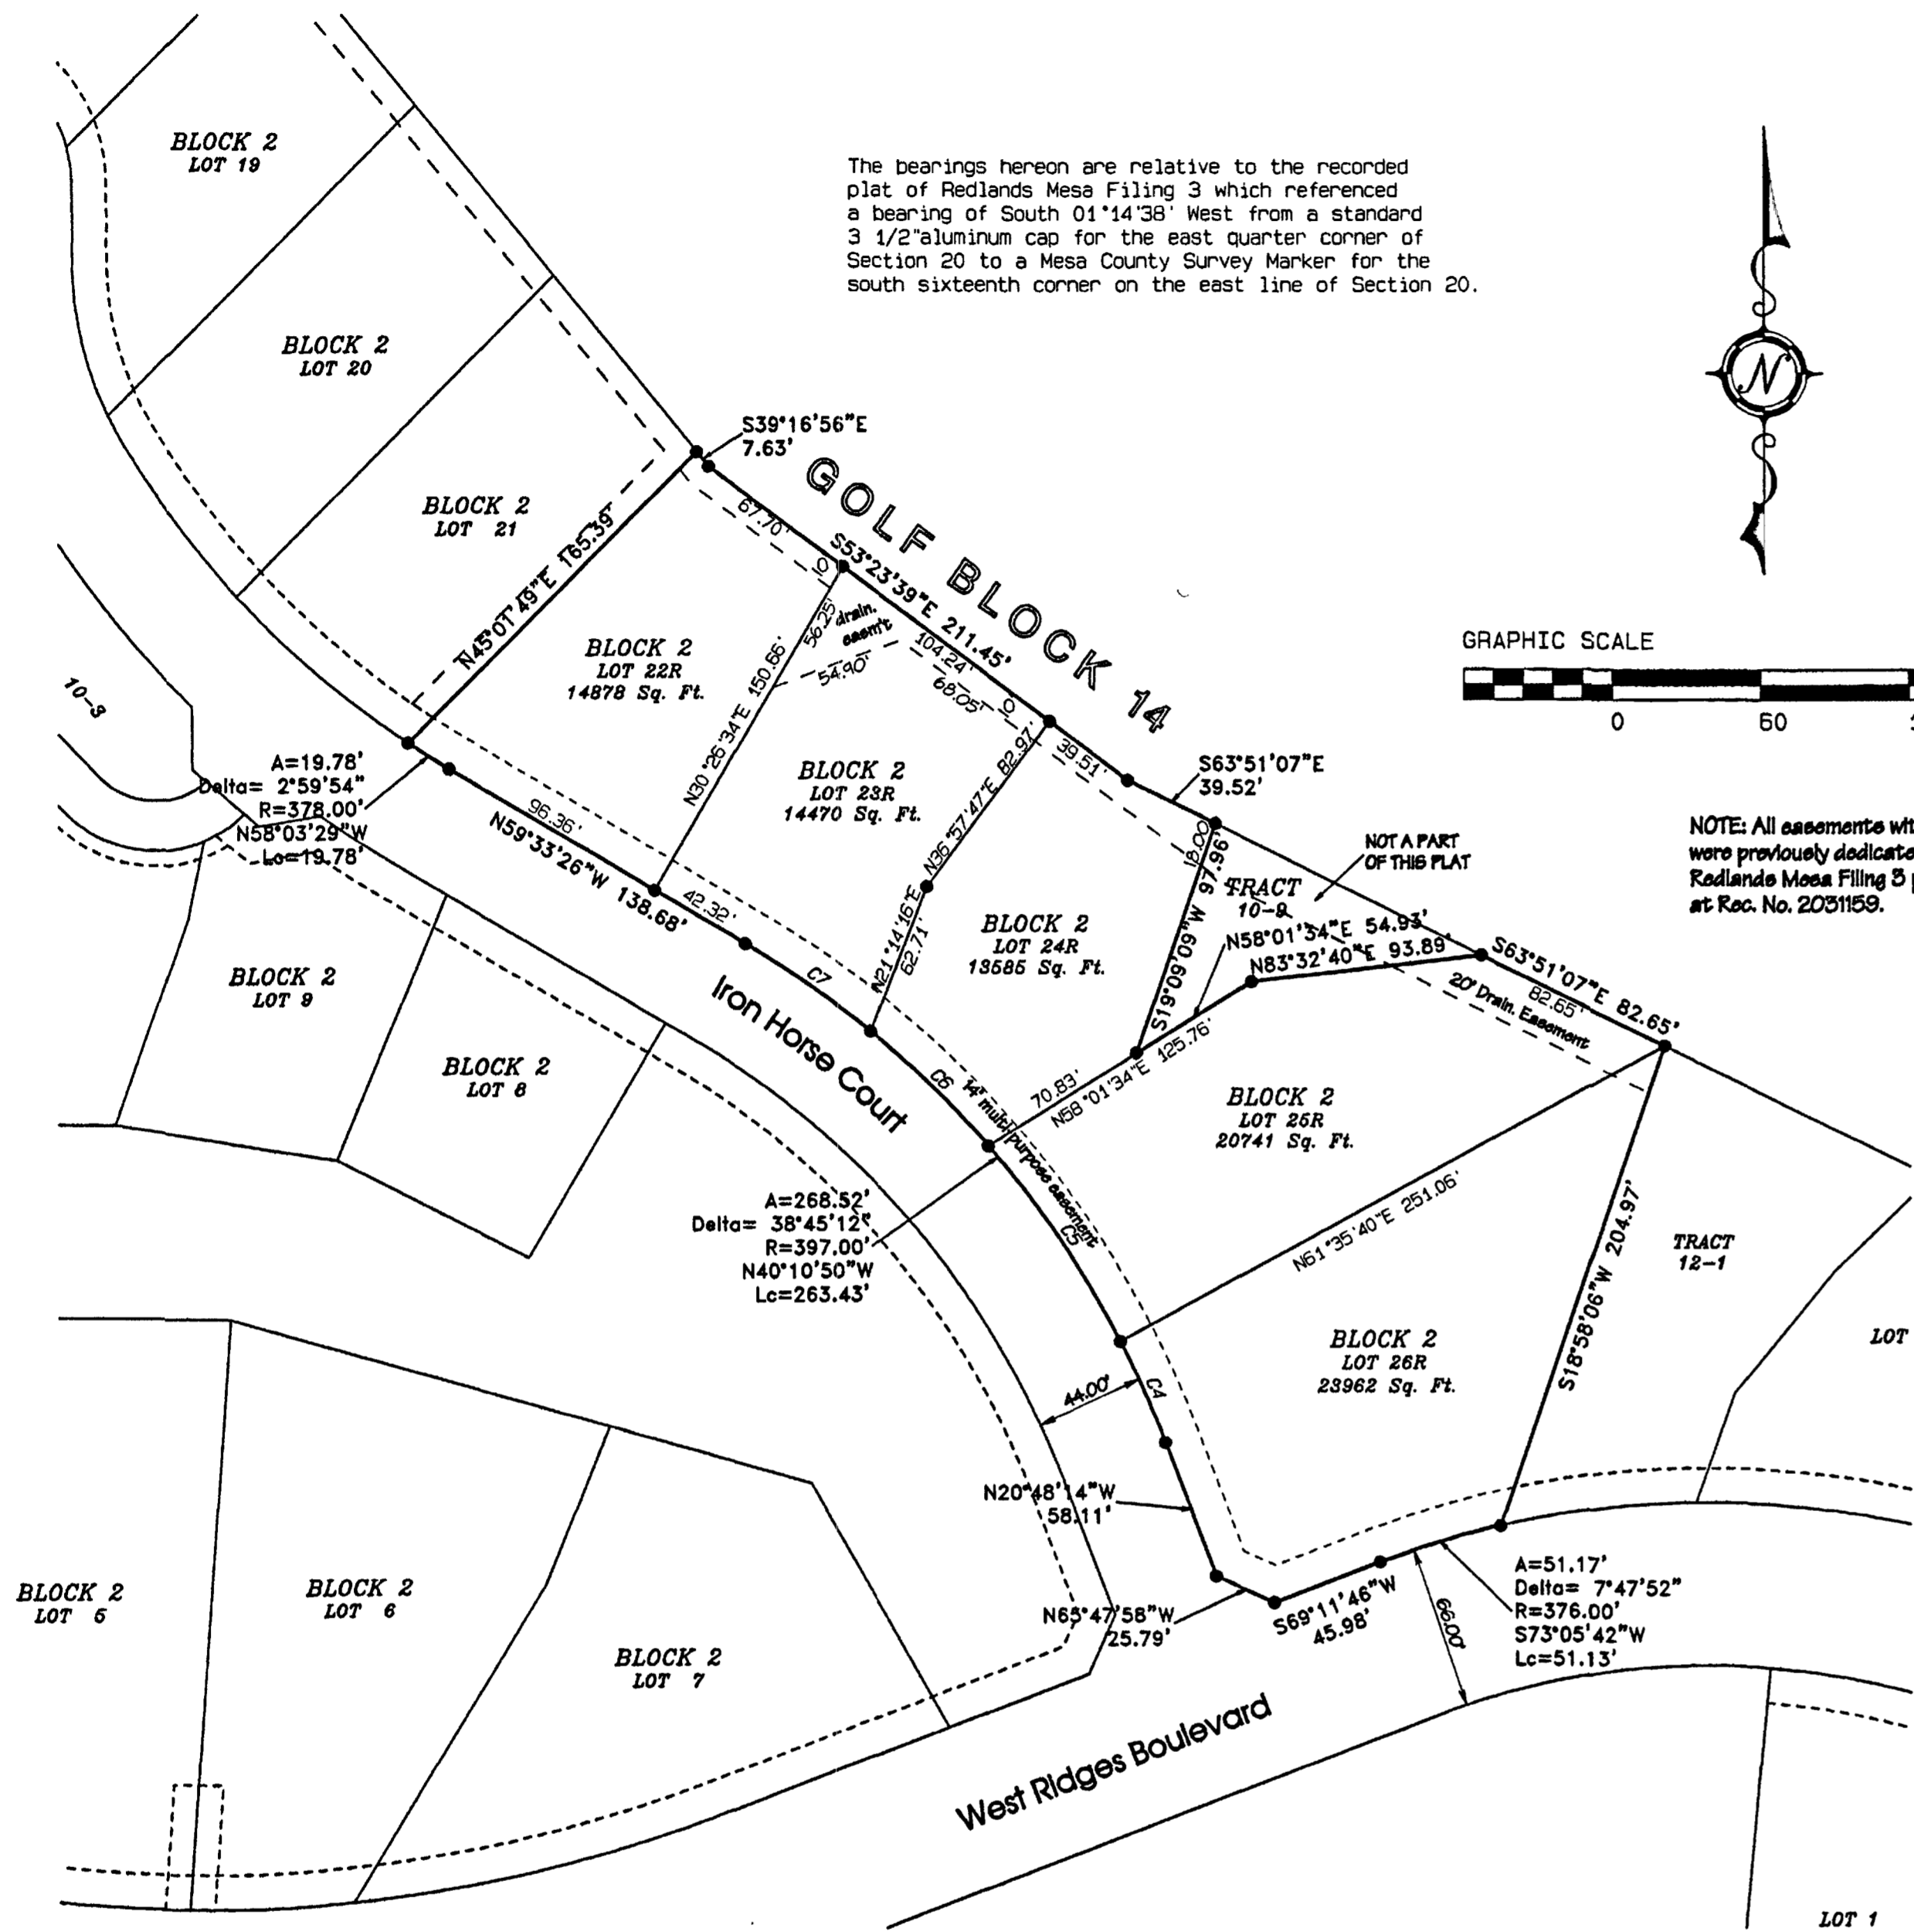 The bearings hereon are relative to the recorded
plat of Redlands Mesa Filing 3 which referenced
a bearing of South 01°14'38' West from a standard
3 1/2"aluminum cap for the east quarter corner of
Section 20 to a Mesa County Survey Marker for the
south sixteenth corner on the east line of Section 20.
BLOCK 2
LOT 19
BLOCK 2
LOT 20
BLOCK 2
LOT 21
N
S39°16'56"E
7.63'
GOLF BLOCK 14
67.70'
S53°23'39"E 211.45'
N45°01'49"E 165.39'
10
56.25'
drain.
easm't
54.90'
104.24'
68.05'
10
BLOCK 2
LOT 22R
14878 Sq. Ft.
N30°26'34"E 150.66'
GRAPHIC SCALE
0 60
10-3
A=19.78'
Delta= 2°59'54"
R=378.00'
N58°03'29"W
Lc=19.78'
96.36'
N59°33'26"W 138.68'
42.32'
BLOCK 2
LOT 23R
14470 Sq. Ft.
N36°57'47"E 82.97'
39.51'
S63°51'07"E
39.52'
NOT A PART
OF THIS PLAT
NOTE: All easements wit
were previously dedicate
Redlands Mesa Filing 3 p
at Rec. No. 2031159.
18.00'
S19°09'09"W 97.96'
TRACT
10-9
N58°01'34"E 54.93'
N83°32'40"E 93.89'
S63°51'07"E 82.65'
82.65'
20' Drain. Easement
N21°14'16"E
62.71'
BLOCK 2
LOT 24R
13585 Sq. Ft.
C7
Iron Horse Court
C6
14' multi-purpose easement
70.83'
N58°01'34"E 125.76'
BLOCK 2
LOT 9
BLOCK 2
LOT 8
BLOCK 2
LOT 25R
20741 Sq. Ft.
A=268.52'
Delta= 38°45'12"
R=397.00'
N40°10'50"W
Lc=263.43'
C5
N61°35'40"E 251.06'
S18°58'06"W 204.97'
TRACT
12-1
LOT
BLOCK 2
LOT 26R
23962 Sq. Ft.
44.00'
C4
N20°48'14"W
58.11'
N65°47'58"W
25.79'
S69°11'46"W
45.98'
66.00'
A=51.17'
Delta= 7°47'52"
R=376.00'
S73°05'42"W
Lc=51.13'
BLOCK 2
LOT 5
BLOCK 2
LOT 6
BLOCK 2
LOT 7
West Ridges Boulevard
LOT 1